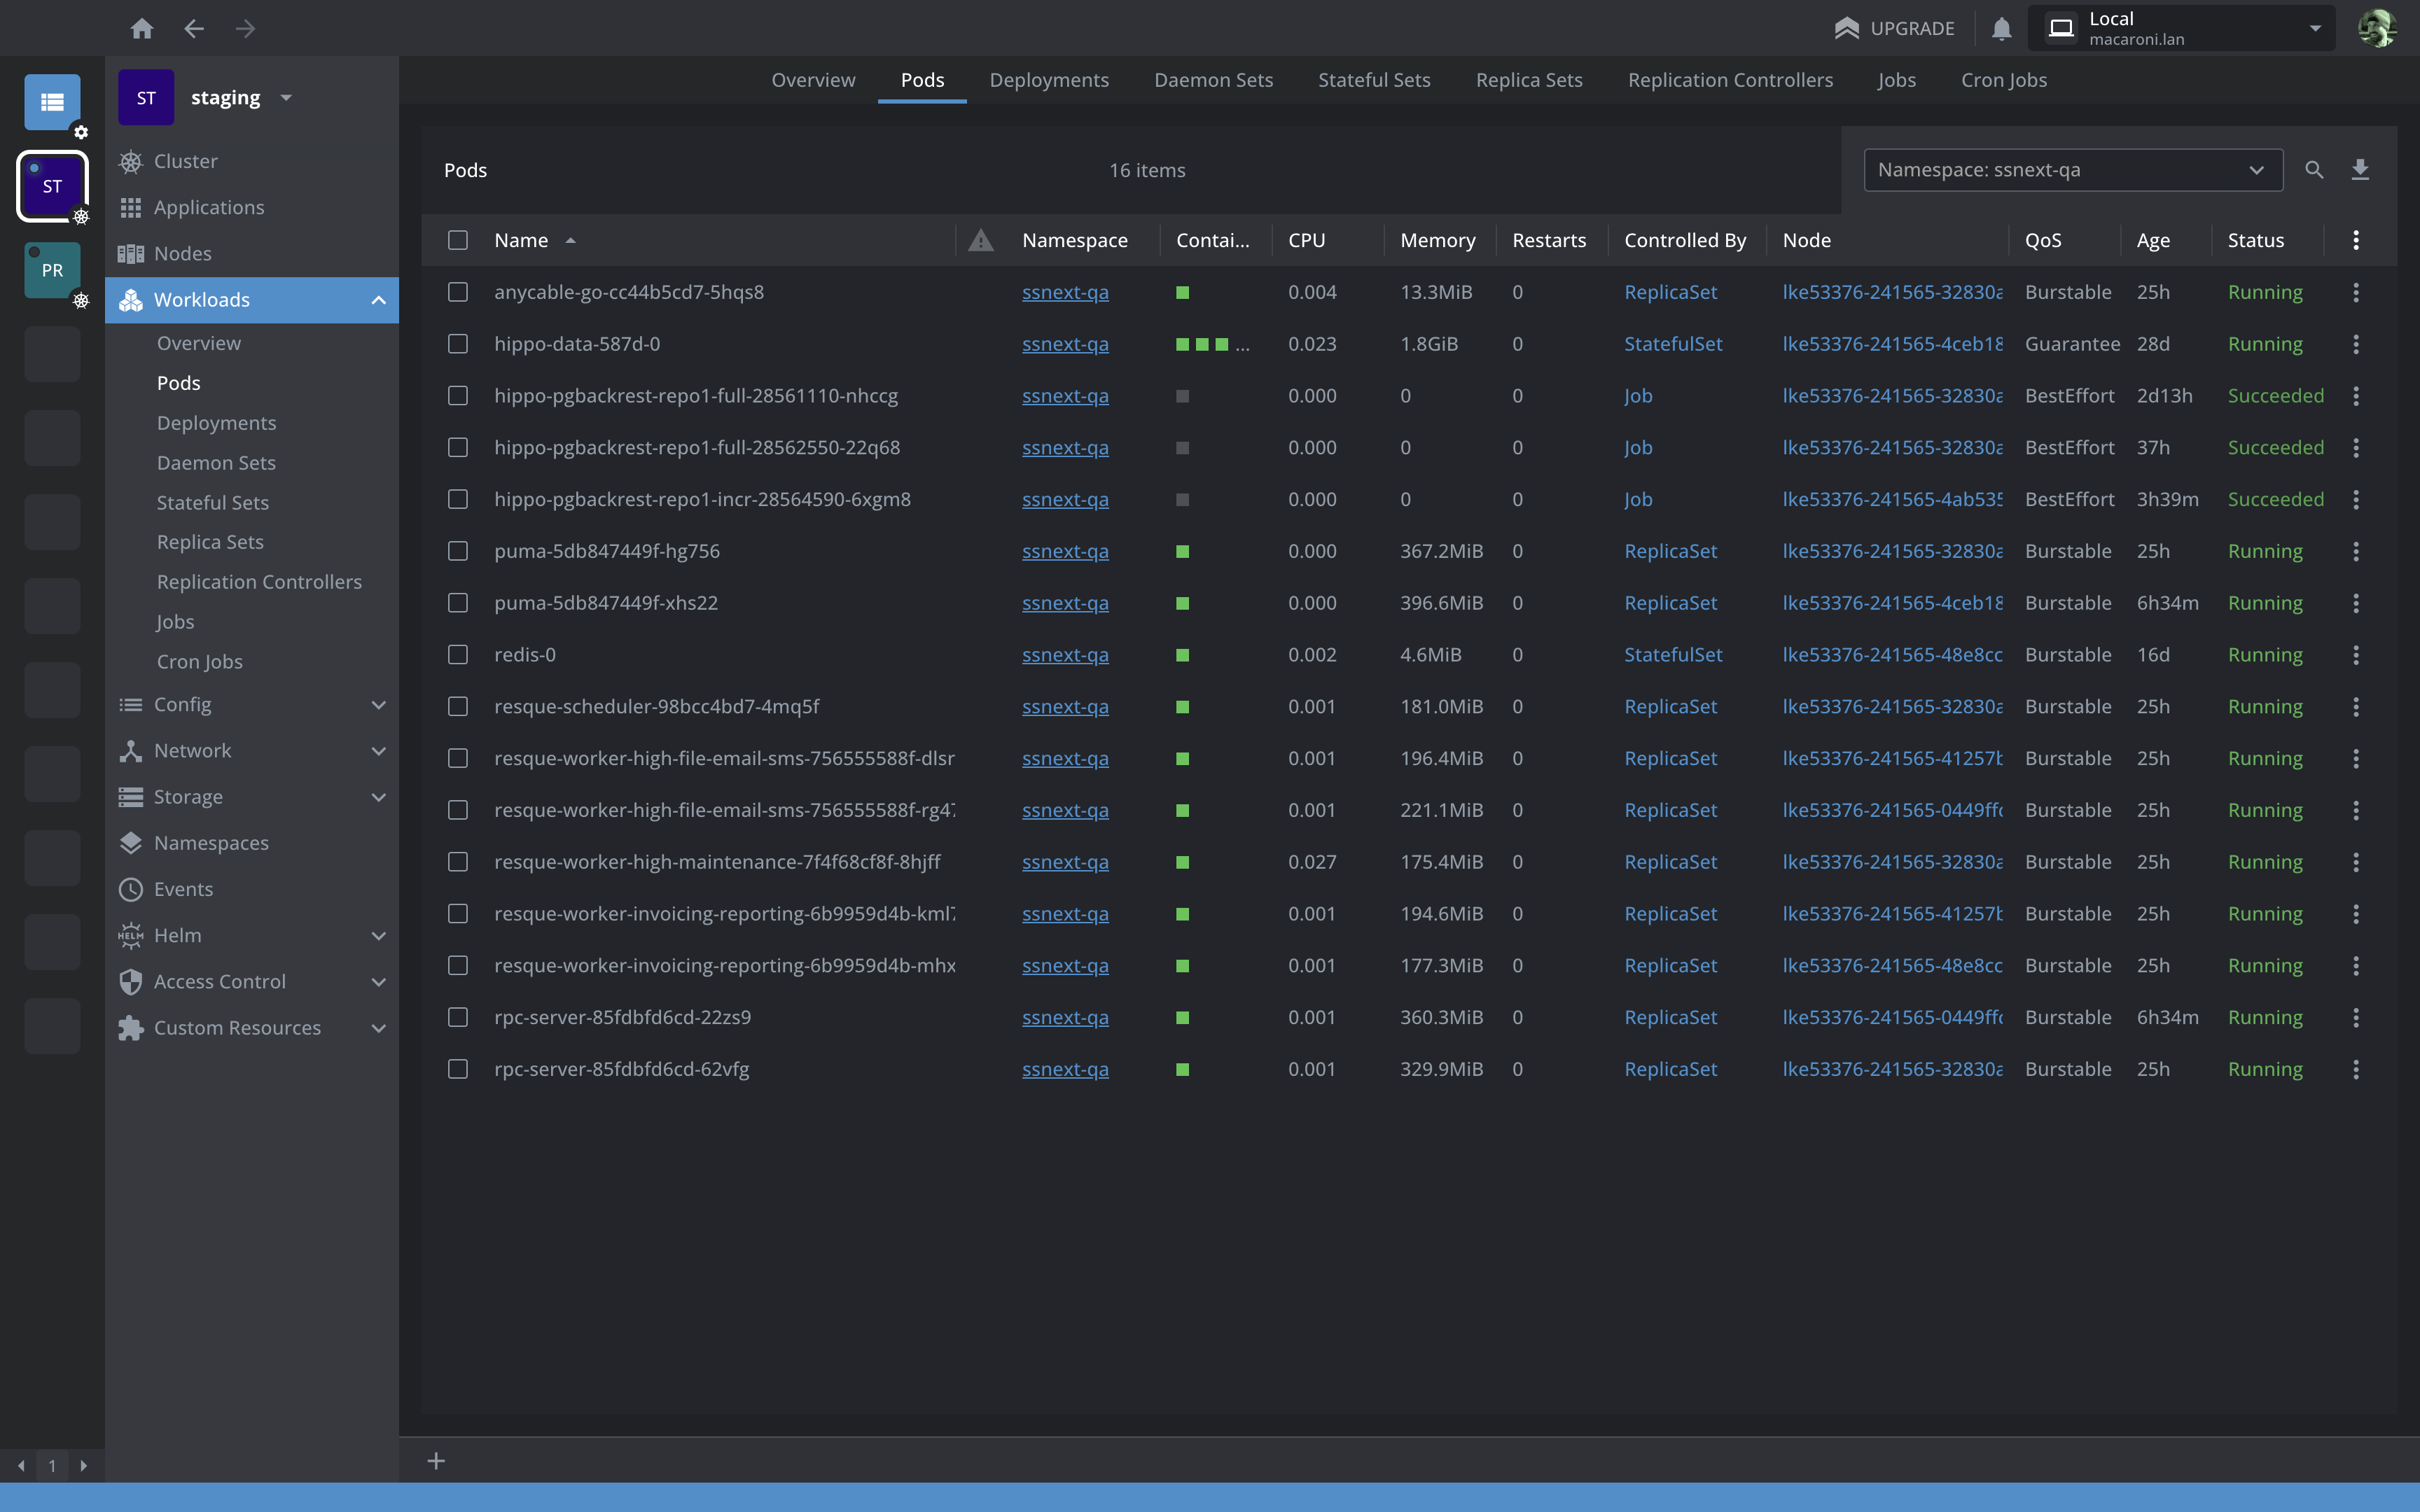 UPGRADE
Local
macaroni.lan
ST
staging
Overview Pods Deployments Daemon Sets Stateful Sets Replica Sets Replication Controllers Jobs Cron Jobs
ST
PR
Cluster
Applications
Nodes
Workloads
Overview
Pods
Deployments
Daemon Sets
Stateful Sets
Replica Sets
Replication Controllers
Jobs
Cron Jobs
Config
Network
Storage
Namespaces
Events
HELM Helm
Access Control
Custom Resources
1
Pods 16 items Namespace: ssnext-qa
Name Namespace Contai... CPU Memory Restarts Controlled By Node QoS Age Status
anycable-go-cc44b5cd7-5hqs8 ssnext-qa 0.004 13.3MiB 0 ReplicaSet lke53376-241565-32830a Burstable 25h Running
hippo-data-587d-0 ssnext-qa ... 0.023 1.8GiB 0 StatefulSet lke53376-241565-4ceb18 Guarantee 28d Running
hippo-pgbackrest-repo1-full-28561110-nhccg ssnext-qa 0.000 0 0 Job lke53376-241565-32830a BestEffort 2d13h Succeeded
hippo-pgbackrest-repo1-full-28562550-22q68 ssnext-qa 0.000 0 0 Job lke53376-241565-32830a BestEffort 37h Succeeded
hippo-pgbackrest-repo1-incr-28564590-6xgm8 ssnext-qa 0.000 0 0 Job lke53376-241565-4ab535 BestEffort 3h39m Succeeded
puma-5db847449f-hg756 ssnext-qa 0.000 367.2MiB 0 ReplicaSet lke53376-241565-32830a Burstable 25h Running
puma-5db847449f-xhs22 ssnext-qa 0.000 396.6MiB 0 ReplicaSet lke53376-241565-4ceb18 Burstable 6h34m Running
redis-0 ssnext-qa 0.002 4.6MiB 0 StatefulSet lke53376-241565-48e8cc Burstable 16d Running
resque-scheduler-98bcc4bd7-4mq5f ssnext-qa 0.001 181.0MiB 0 ReplicaSet lke53376-241565-32830a Burstable 25h Running
resque-worker-high-file-email-sms-756555588f-dlsr ssnext-qa 0.001 196.4MiB 0 ReplicaSet lke53376-241565-41257b Burstable 25h Running
resque-worker-high-file-email-sms-756555588f-rg47 ssnext-qa 0.001 221.1MiB 0 ReplicaSet lke53376-241565-0449ffc Burstable 25h Running
resque-worker-high-maintenance-7f4f68cf8f-8hjff ssnext-qa 0.027 175.4MiB 0 ReplicaSet lke53376-241565-32830a Burstable 25h Running
resque-worker-invoicing-reporting-6b9959d4b-kml7 ssnext-qa 0.001 194.6MiB 0 ReplicaSet lke53376-241565-41257b Burstable 25h Running
resque-worker-invoicing-reporting-6b9959d4b-mhx ssnext-qa 0.001 177.3MiB 0 ReplicaSet lke53376-241565-48e8cc Burstable 25h Running
rpc-server-85fdbfd6cd-22zs9 ssnext-qa 0.001 360.3MiB 0 ReplicaSet lke53376-241565-0449ffc Burstable 6h34m Running
rpc-server-85fdbfd6cd-62vfg ssnext-qa 0.001 329.9MiB 0 ReplicaSet lke53376-241565-32830a Burstable 25h Running